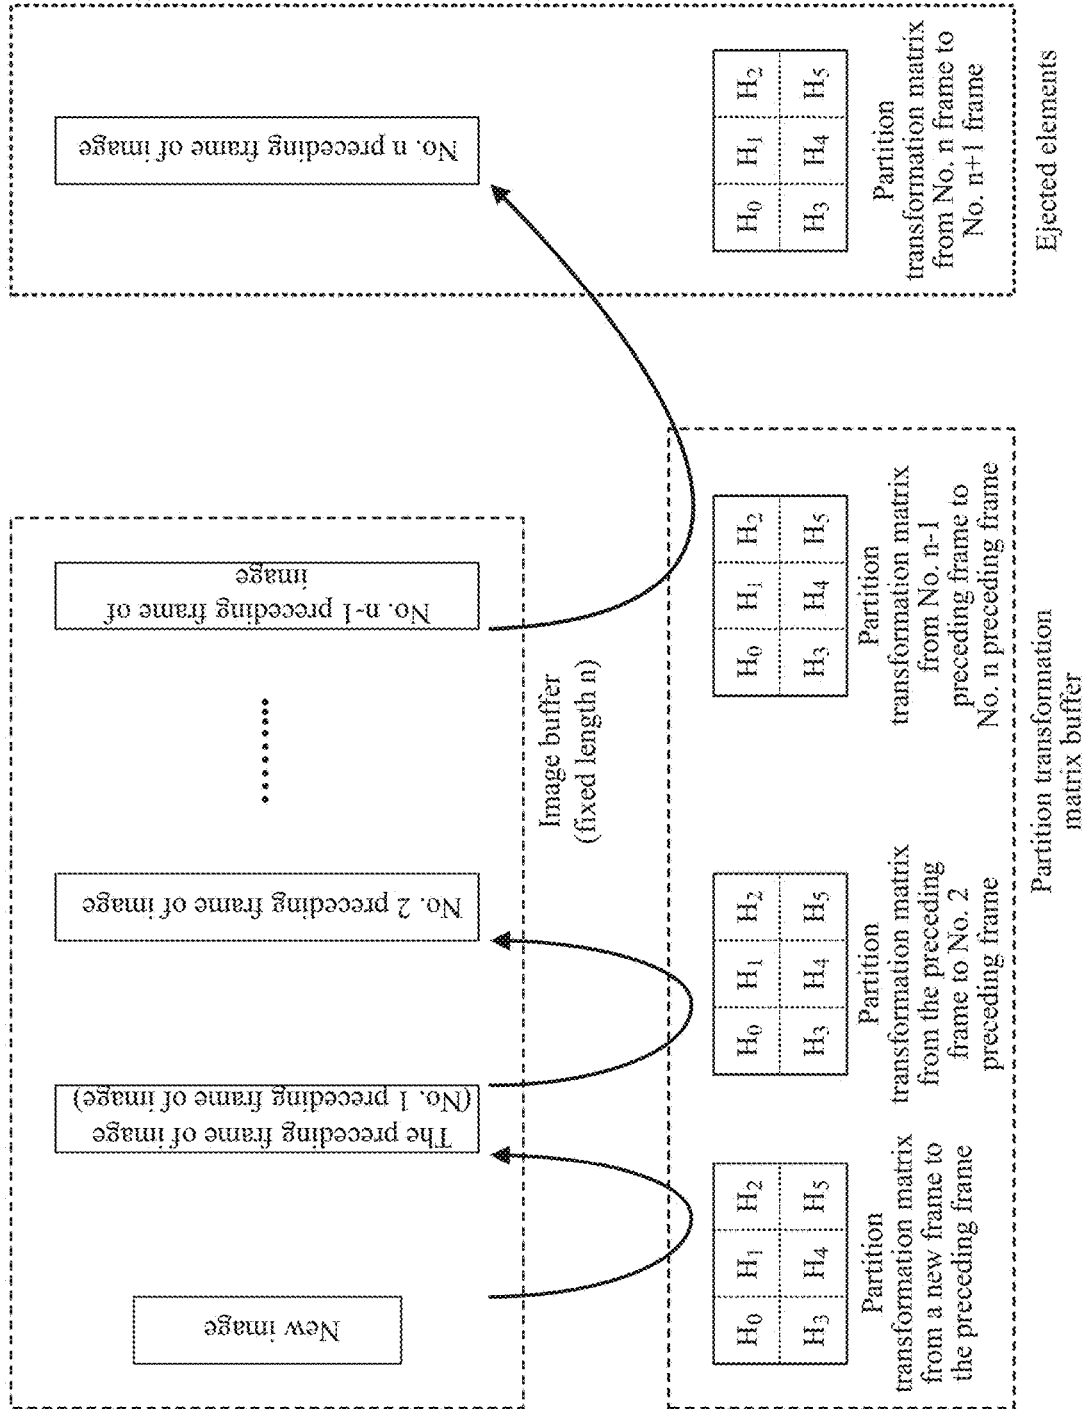 New image
The preceding frame of image
(No. 1 preceding frame of image)
No. 2 preceding frame of image
......
No. n-1 preceding frame of
image
No. n preceding frame of image
Image buffer
(fixed length n)
H0 H1 H2
H3 H4 H5
Partition
transformation matrix
from a new frame to
the preceding frame
H0 H1 H2
H3 H4 H5
Partition
transformation matrix
from the preceding
frame to No. 2
preceding frame
H0 H1 H2
H3 H4 H5
Partition
transformation matrix
from No. n-1
preceding frame to
No. n preceding frame
H0 H1 H2
H3 H4 H5
Partition
transformation matrix
from No. n frame to
No. n+1 frame
Partition transformation
matrix buffer
Ejected elements